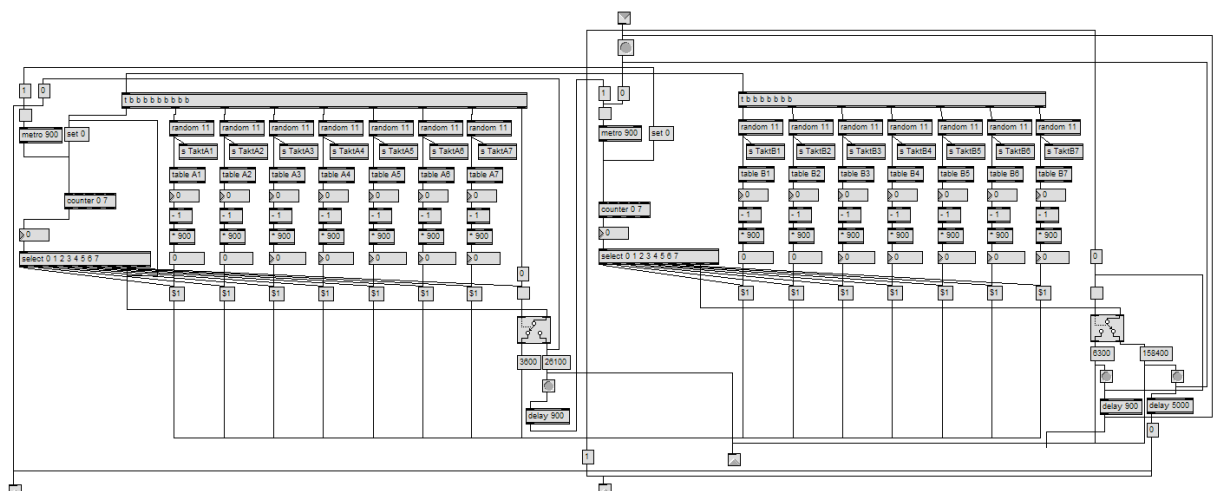 1 0 1 0
t b b b b b b b b b b t b b b b b b b
metro 900 set 0 random 11 random 11 random 11 random 11 random 11 random 11 random 11 metro 900 set 0 random 11 random 11 random 11 random 11 random 11 random 11 random 11
s TaktA1 s TaktA2 s TaktA3 s TaktA4 s TaktA5 s TaktA6 s TaktA7 s TaktB1 s TaktB2 s TaktB3 s TaktB4 s TaktB5 s TaktB6 s TaktB7
table A1 table A2 table A3 table A4 table A5 table A6 table A7 table B1 table B2 table B3 table B4 table B5 table B6 table B7
counter 0 7 0 0 0 0 0 0 0 counter 0 7 0 0 0 0 0 0 0
- 1 - 1 - 1 - 1 - 1 - 1 - 1 - 1 - 1 - 1 - 1 - 1 - 1 - 1
0 * 900 * 900 * 900 * 900 * 900 * 900 * 900 0 * 900 * 900 * 900 * 900 * 900 * 900 * 900
select 0 1 2 3 4 5 6 7 0 0 0 0 0 0 0 select 0 1 2 3 4 5 6 7 0 0 0 0 0 0 0 0
0
$1 $1 $1 $1 $1 $1 $1 $1 $1 $1 $1 $1 $1 $1
3600 26100 6300 158400
delay 900 delay 900 delay 5000
0
1